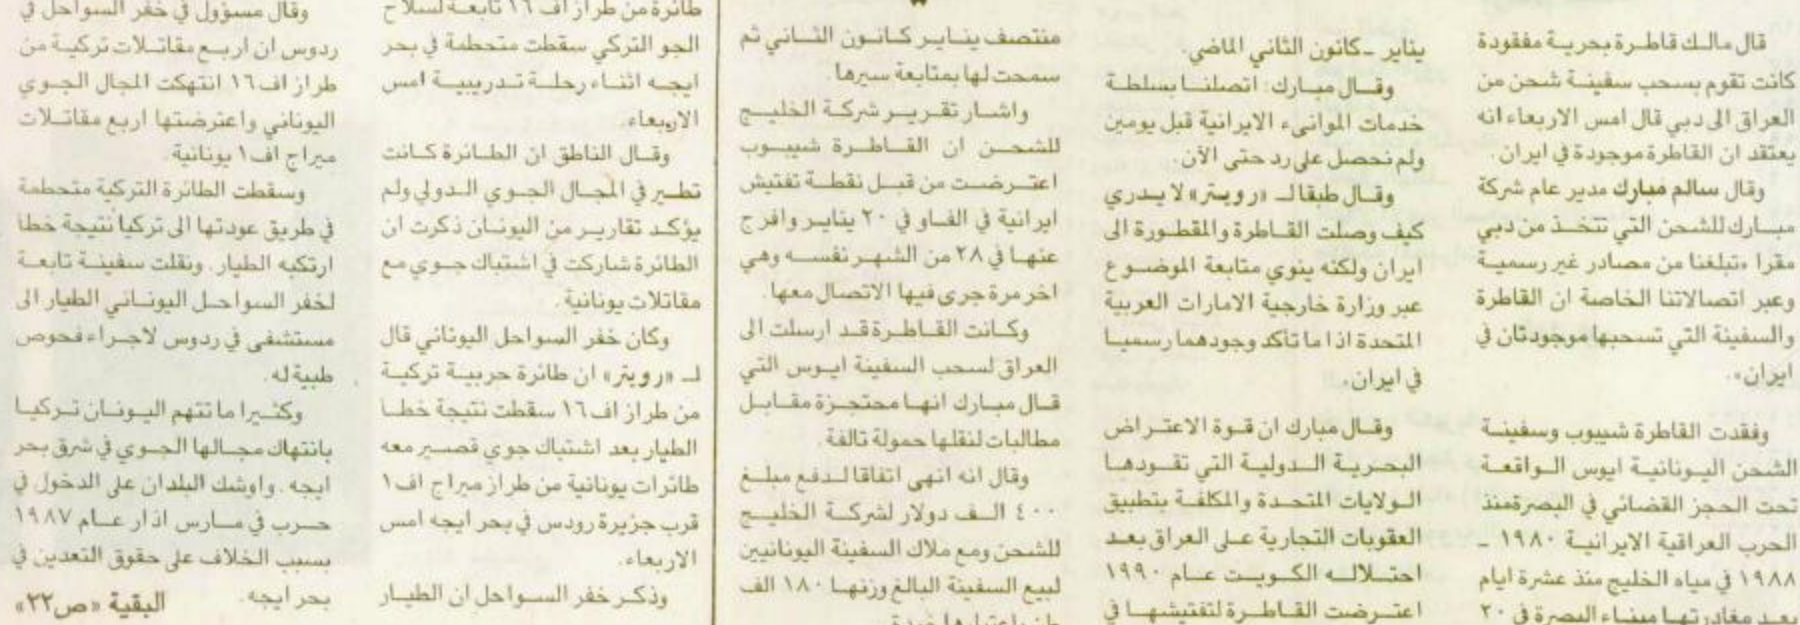 قال مالك قاطرة بحرية مفقودة
كانت تقوم بسحب سفينة شحن من
العراق الى دبي قال امس الاربعاء انه
يعتقد ان القاطرة موجودة في ايران.
وقال سالم مبارك مدير عام شركة
مبارك للشحن التي تتخذ من دبي
مقرا «تبلغنا من مصادر غير رسمية
وعبر اتصالاتنا الخاصة ان القاطرة
والسفينة التي تسحبها موجودتان في
ايران».
وفقدت القاطرة شيبوب وسفينة
الشحن اليونانية ايوس الواقعة
تحت الحجز القضائي في البصرة منذ
الحرب العراقية الايرانية ١٩٨٠ -
١٩٨٨ في مياه الخليج منذ عشرة ايام
بعد مغادرتها ميناء البصرة في ٢٠
يناير - كانون الثاني الماضي.
وقال مبارك: اتصلنا بسلطة
خدمات الموانىء الايرانية قبل يومين
ولم نحصل على رد حتى الآن.
وقال طبقا لـ «رويتر» لا يدري
كيف وصلت القاطرة والمقطورة الى
ايران ولكنه ينوي متابعة الموضوع
عبر وزارة خارجية الامارات العربية
المتحدة اذا ما تأكد وجودهما رسميا
في ايران.
وقال مبارك ان قوة الاعتراض
البحرية الدولية التي تقودها
الولايات المتحدة والمكلفة بتطبيق
العقوبات التجارية على العراق بعد
احتلاله الكويت عام ١٩٩٠
اعترضت القاطرة لتفتيشها في
منتصف يناير كانون الثاني ثم
سمحت لها بمتابعة سيرها.
واشار تقرير شركة الخليج
للشحن ان القاطرة شيبوب
اعترضت من قبل نقطة تفتيش
ايرانية في الفاو في ٢٠ يناير وافرج
عنها في ٢٨ من الشهر نفسه وهي
اخر مرة جرى فيها الاتصال معها.
وكانت القاطرة قد ارسلت الى
العراق لسحب السفينة ايوس التي
قال مبارك انها محتجزة مقابل
مطالبات لنقلها حمولة تالفة.
وقال انه انهى اتفاقا لدفع مبلغ
٤٠٠ الف دولار لشركة الخليج
للشحن ومع ملاك السفينة اليونانيين
لبيع السفينة البالغ وزنها ١٨٠ الف
طن باعتبارها خردة.
طائرة من طراز اف ١٦ تابعة لسلاح
الجو التركي سقطت متحطمة في بحر
ايجه اثناء رحلة تدريبية امس
الاربعاء.
وقال الناطق ان الطائرة كانت
تطير في المجال الجوي الدولي ولم
يؤكد تقارير من اليونان ذكرت ان
الطائرة شاركت في اشتباك جوي مع
مقاتلات يونانية.
وكان خفر السواحل اليوناني قال
لـ «رويتر» ان طائرة حربية تركية
من طراز اف ١٦ سقطت نتيجة خطأ
الطيار بعد اشتباك جوي قصير معه
طائرات يونانية من طراز ميراج اف١
قرب جزيرة رودس في بحر ايجه امس
الاربعاء.
وذكر خفر السواحل ان الطيار
وقال مسؤول في خفر السواحل في
ردوس ان اربع مقاتلات تركية من
طراز اف١٦ انتهكت المجال الجوي
اليوناني واعترضتها اربع مقاتلات
ميراج اف١ يونانية.
وسقطت الطائرة التركية متحطمة
في طريق عودتها الى تركيا نتيجة خطأ
ارتكبه الطيار. ونقلت سفينة تابعة
لخفر السواحل اليوناني الطيار الى
مستشفى في ردوس لاجراء فحوص
طبية له.
وكثيرا ما تتهم اليونان تركيا
بانتهاك مجالها الجوي في شرق بحر
ايجه. واوشك البلدان على الدخول في
حرب في مارس اذار عام ١٩٨٧
بسبب الخلاف على حقوق التعدين في
بحر ايجه.
البقية «ص٢٢»